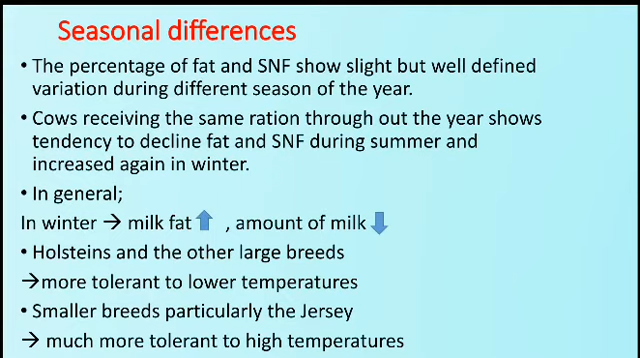 Seasonal differences
• The percentage of fat and SNF show slight but well defined
variation during different season of the year.
• Cows receiving the same ration through out the year shows
tendency to decline fat and SNF during summer and
increased again in winter.
• In general;
In winter → milk fat ⬆ , amount of milk ⬇
• Holsteins and the other large breeds
→more tolerant to lower temperatures
• Smaller breeds particularly the Jersey
→ much more tolerant to high temperatures